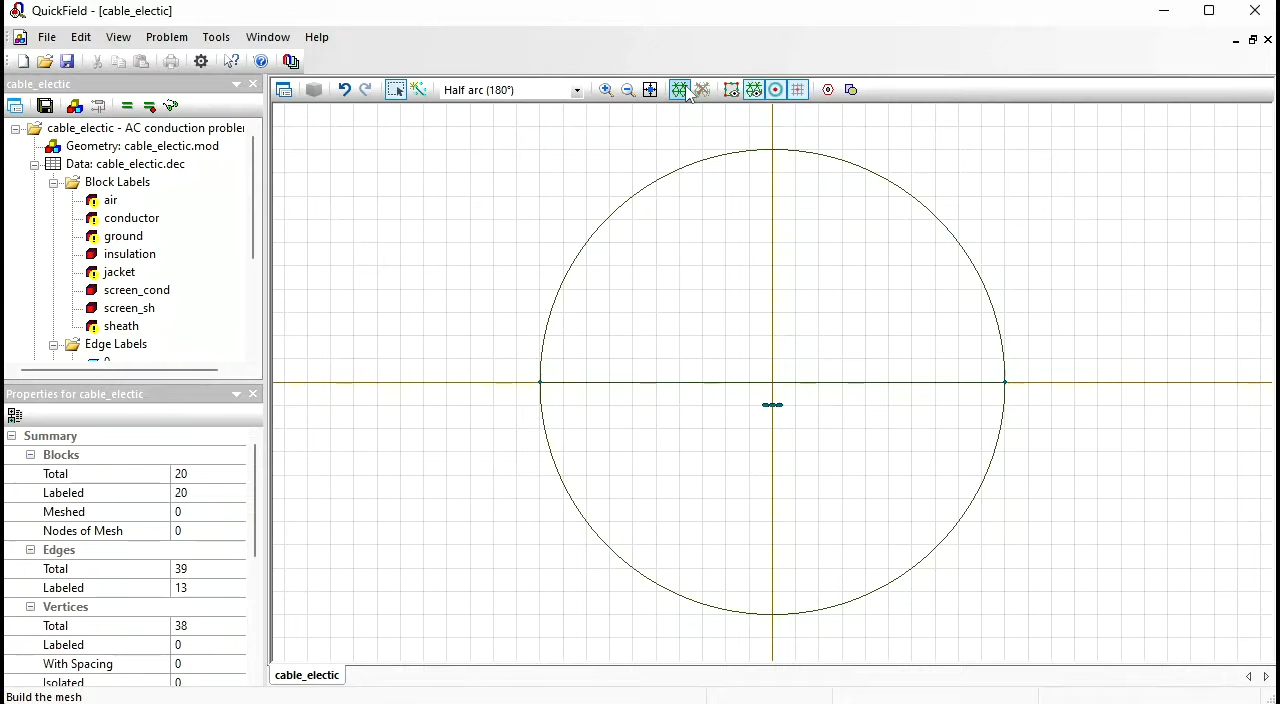 QuickField - [cable_electic]
File Edit View Problem Tools Window Help
cable_electic
Half arc (180°)
cable_electic - AC conduction probler
Geometry: cable_electic.mod
Data: cable_electic.dec
Block Labels
air
conductor
ground
insulation
jacket
screen_cond
screen_sh
sheath
Edge Labels
Properties for cable_electic
Summary
Blocks
Total 20
Labeled 20
Meshed 0
Nodes of Mesh 0
Edges
Total 39
Labeled 13
Vertices
Total 38
Labeled 0
With Spacing 0
Isolated 0
cable_electic
Build the mesh